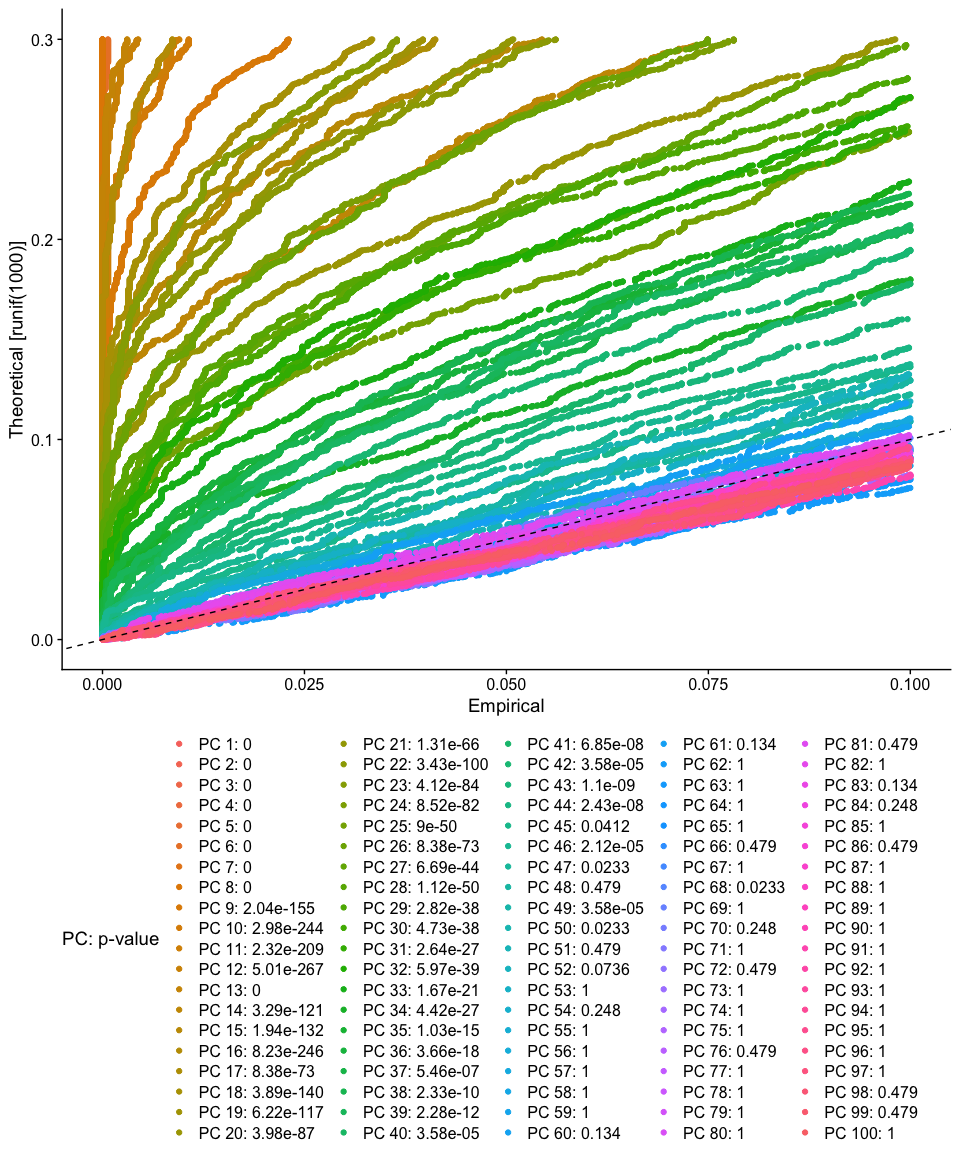 0.3
0.2
0.1
0.0
Theoretical [runif(1000)]
0.000 0.025 0.050 0.075 0.100
Empirical
PC: p-value
PC 1: 0 PC 21: 1.31e-66 PC 41: 6.85e-08 PC 61: 0.134 PC 81: 0.479
PC 2: 0 PC 22: 3.43e-100 PC 42: 3.58e-05 PC 62: 1 PC 82: 1
PC 3: 0 PC 23: 4.12e-84 PC 43: 1.1e-09 PC 63: 1 PC 83: 0.134
PC 4: 0 PC 24: 8.52e-82 PC 44: 2.43e-08 PC 64: 1 PC 84: 0.248
PC 5: 0 PC 25: 9e-50 PC 45: 0.0412 PC 65: 1 PC 85: 1
PC 6: 0 PC 26: 8.38e-73 PC 46: 2.12e-05 PC 66: 0.479 PC 86: 0.479
PC 7: 0 PC 27: 6.69e-44 PC 47: 0.0233 PC 67: 1 PC 87: 1
PC 8: 0 PC 28: 1.12e-50 PC 48: 0.479 PC 68: 0.0233 PC 88: 1
PC 9: 2.04e-155 PC 29: 2.82e-38 PC 49: 3.58e-05 PC 69: 1 PC 89: 1
PC 10: 2.98e-244 PC 30: 4.73e-38 PC 50: 0.0233 PC 70: 0.248 PC 90: 1
PC 11: 2.32e-209 PC 31: 2.64e-27 PC 51: 0.479 PC 71: 1 PC 91: 1
PC 12: 5.01e-267 PC 32: 5.97e-39 PC 52: 0.0736 PC 72: 0.479 PC 92: 1
PC 13: 0 PC 33: 1.67e-21 PC 53: 1 PC 73: 1 PC 93: 1
PC 14: 3.29e-121 PC 34: 4.42e-27 PC 54: 0.248 PC 74: 1 PC 94: 1
PC 15: 1.94e-132 PC 35: 1.03e-15 PC 55: 1 PC 75: 1 PC 95: 1
PC 16: 8.23e-246 PC 36: 3.66e-18 PC 56: 1 PC 76: 0.479 PC 96: 1
PC 17: 8.38e-73 PC 37: 5.46e-07 PC 57: 1 PC 77: 1 PC 97: 1
PC 18: 3.89e-140 PC 38: 2.33e-10 PC 58: 1 PC 78: 1 PC 98: 0.479
PC 19: 6.22e-117 PC 39: 2.28e-12 PC 59: 1 PC 79: 1 PC 99: 0.479
PC 20: 3.98e-87 PC 40: 3.58e-05 PC 60: 0.134 PC 80: 1 PC 100: 1